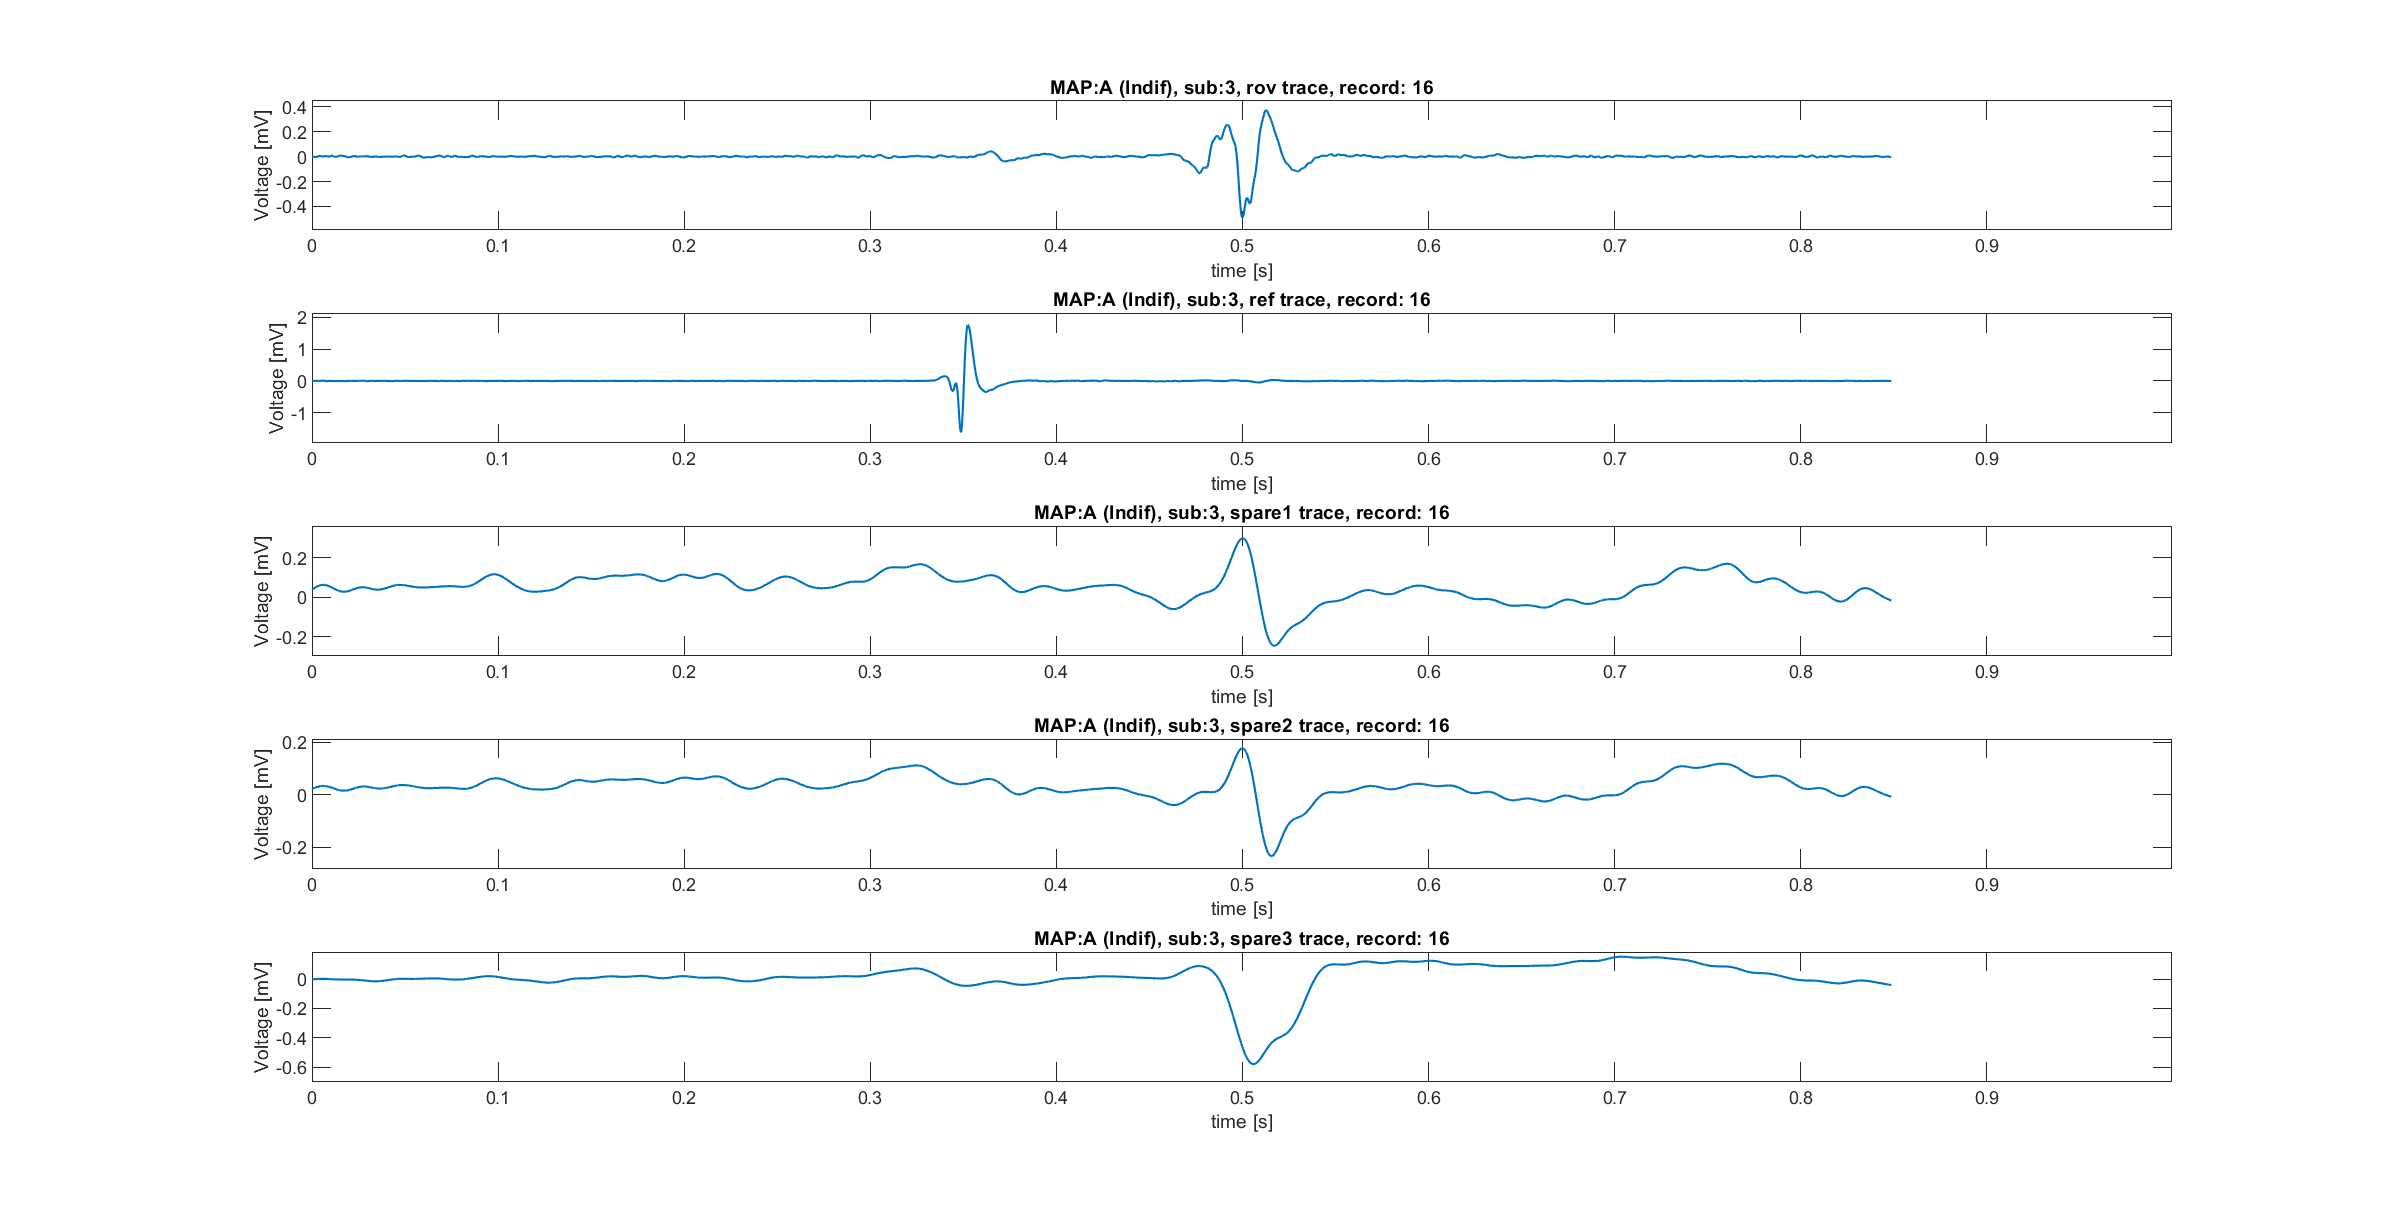 MAP:A (Indif), sub:3, rov trace, record: 16
Voltage [mV]
0.4
0.2
0
-0.2
-0.4
0 0.1 0.2 0.3 0.4 0.5 0.6 0.7 0.8 0.9
time [s]
MAP:A (Indif), sub:3, ref trace, record: 16
Voltage [mV]
2
1
0
-1
0 0.1 0.2 0.3 0.4 0.5 0.6 0.7 0.8 0.9
time [s]
MAP:A (Indif), sub:3, spare1 trace, record: 16
Voltage [mV]
0.2
0
-0.2
0 0.1 0.2 0.3 0.4 0.5 0.6 0.7 0.8 0.9
time [s]
MAP:A (Indif), sub:3, spare2 trace, record: 16
Voltage [mV]
0.2
0
-0.2
0 0.1 0.2 0.3 0.4 0.5 0.6 0.7 0.8 0.9
time [s]
MAP:A (Indif), sub:3, spare3 trace, record: 16
Voltage [mV]
0
-0.2
-0.4
-0.6
0 0.1 0.2 0.3 0.4 0.5 0.6 0.7 0.8 0.9
time [s]